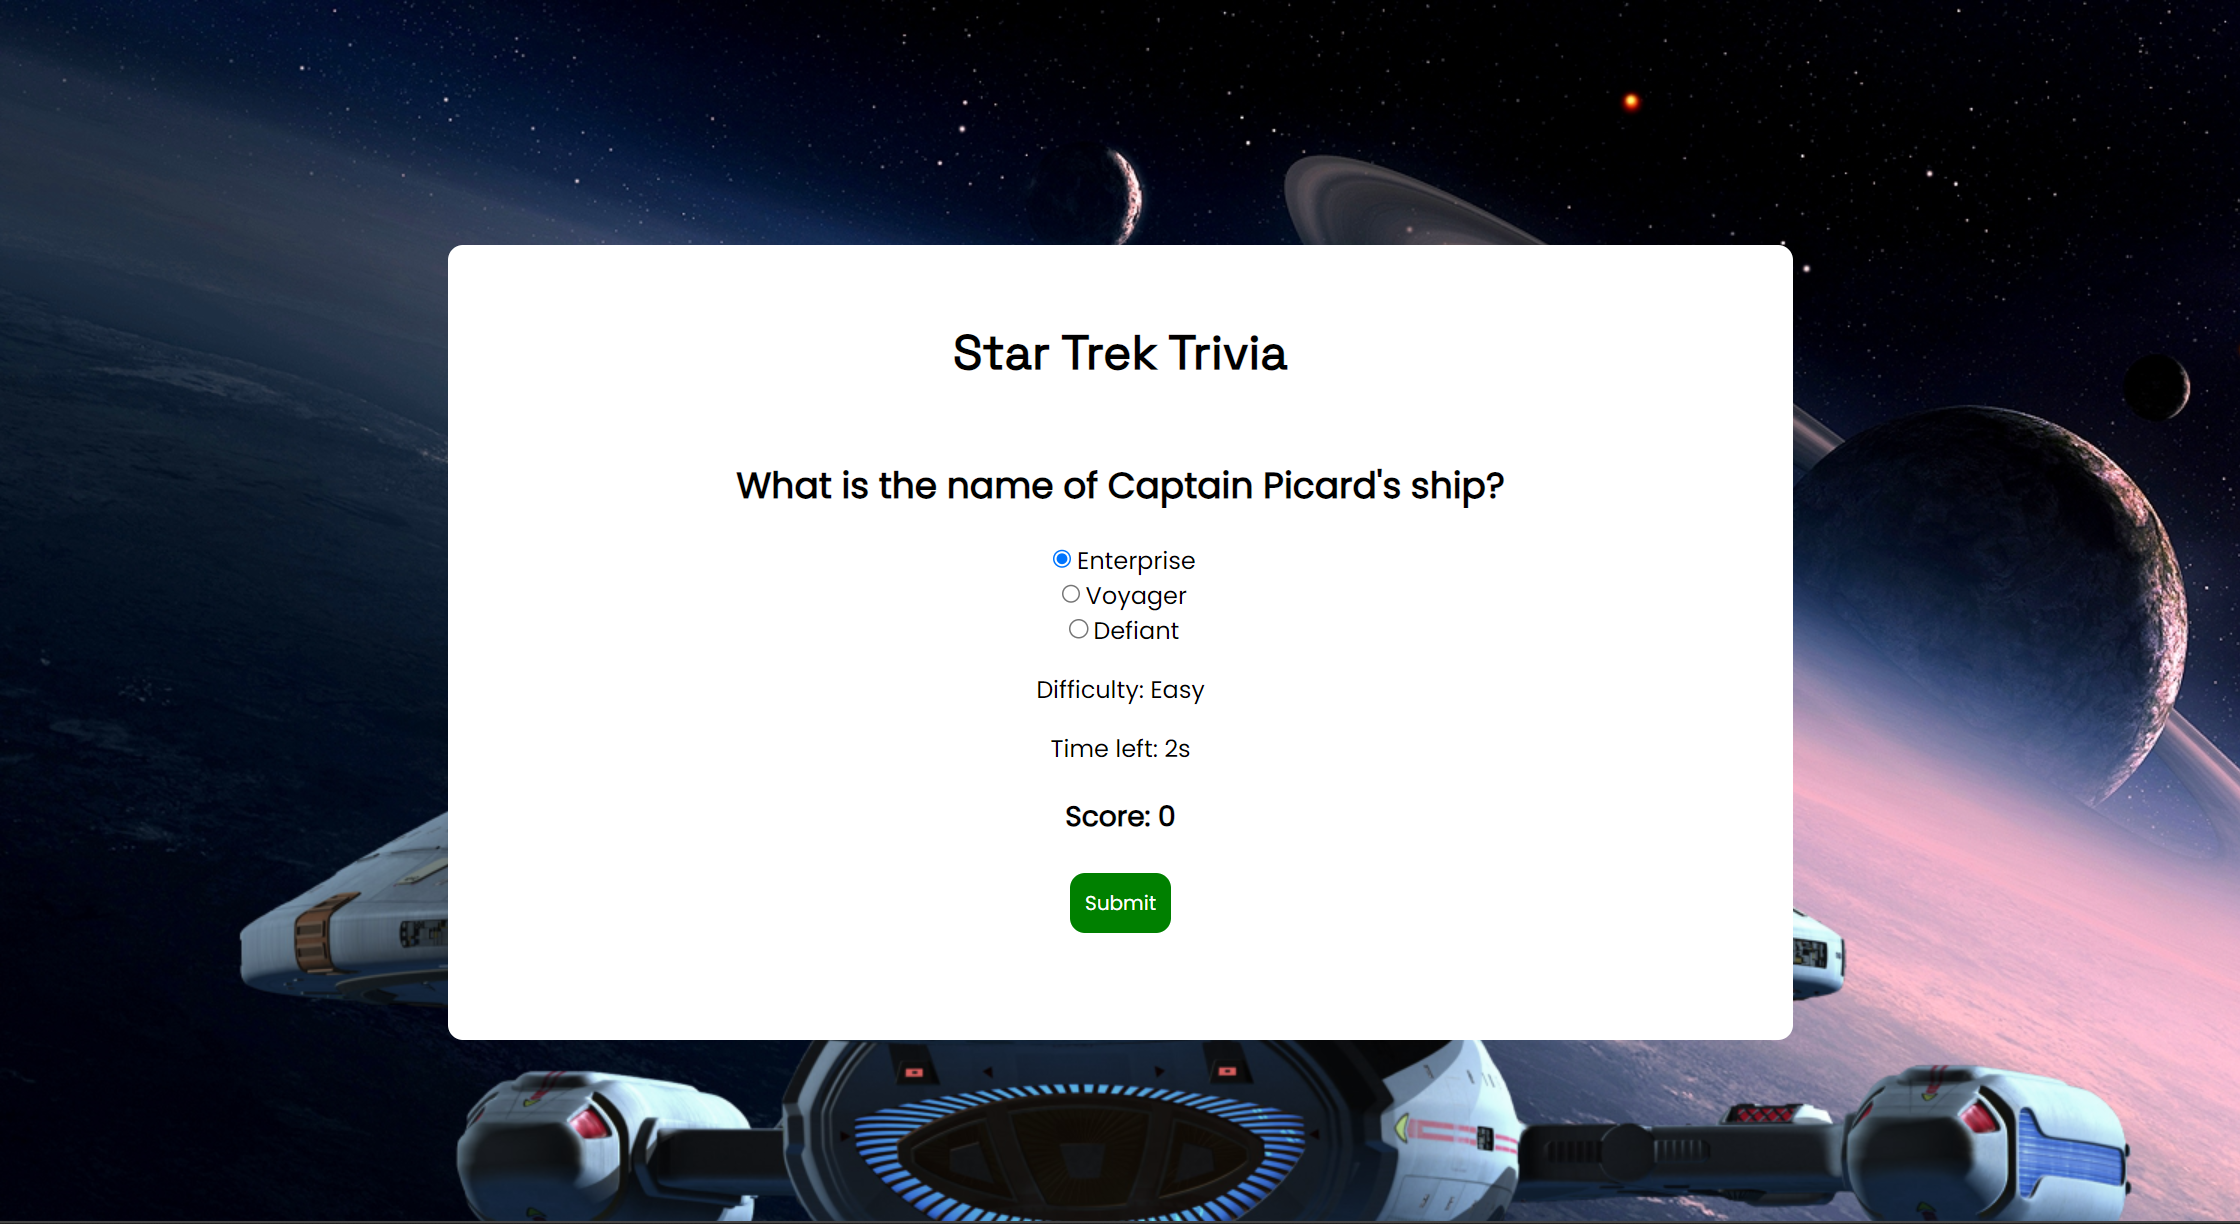 Star Trek Trivia
What is the name of Captain Picard's ship?
Enterprise
Voyager
Defiant
Difficulty: Easy
Time left: 2s
Score: 0
Submit